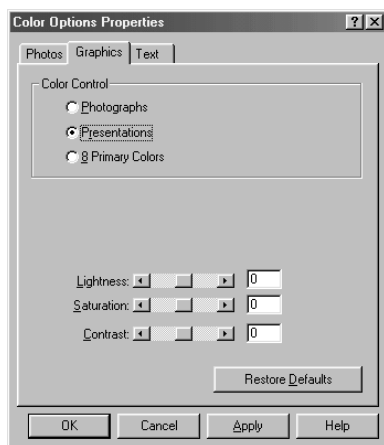 Color Options Properties ? X
Photos Graphics Text
Color Control
Photographs
Presentations
8 Primary Colors
Lightness: 0
Saturation: 0
Contrast: 0
Restore Defaults
OK Cancel Apply Help